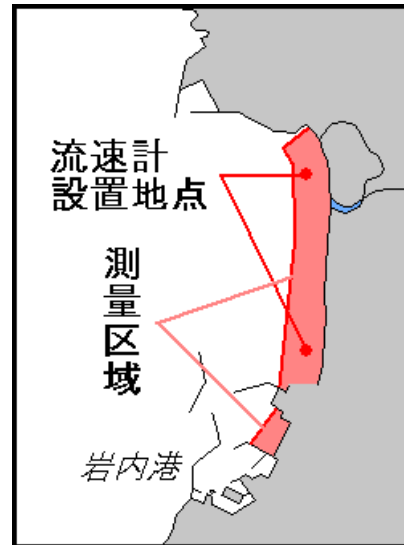 流速計
設置地点
測量区域
岩内港